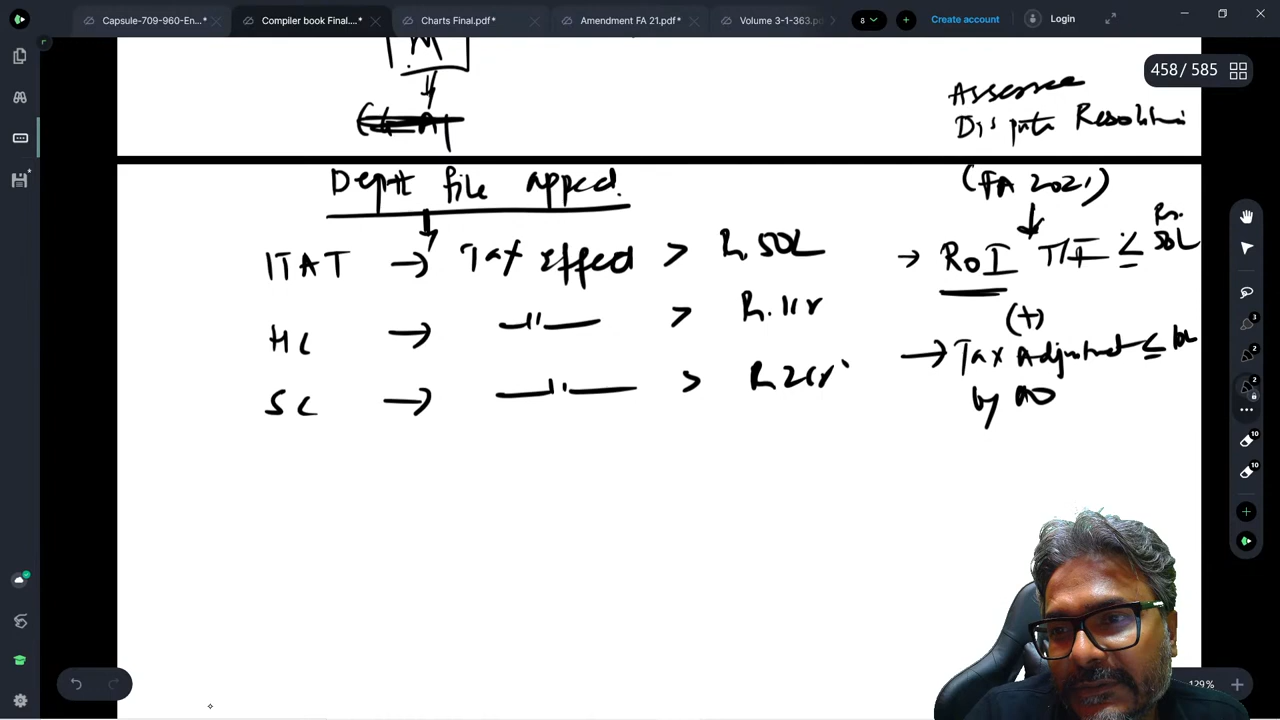 Capsule-709-960-En...*
Compiler book Final....*
Charts Final.pdf*
Amendment FA 21.pdf*
Volume 3-1-363.pd
8
Create account
Login
458/ 585
M
Assessee
Dispute Resolution
Deptt file appeal.
(FA 2021)
ITAT → Tax effect > Rs. 50L
→ ROI T/I ≤ Rs. 50L
HC → —"— > Rs. 1cr
(+)
→ Tax Adjustment ≤ 10L
by AO
SC → —"— > Rs. 2cr
129%